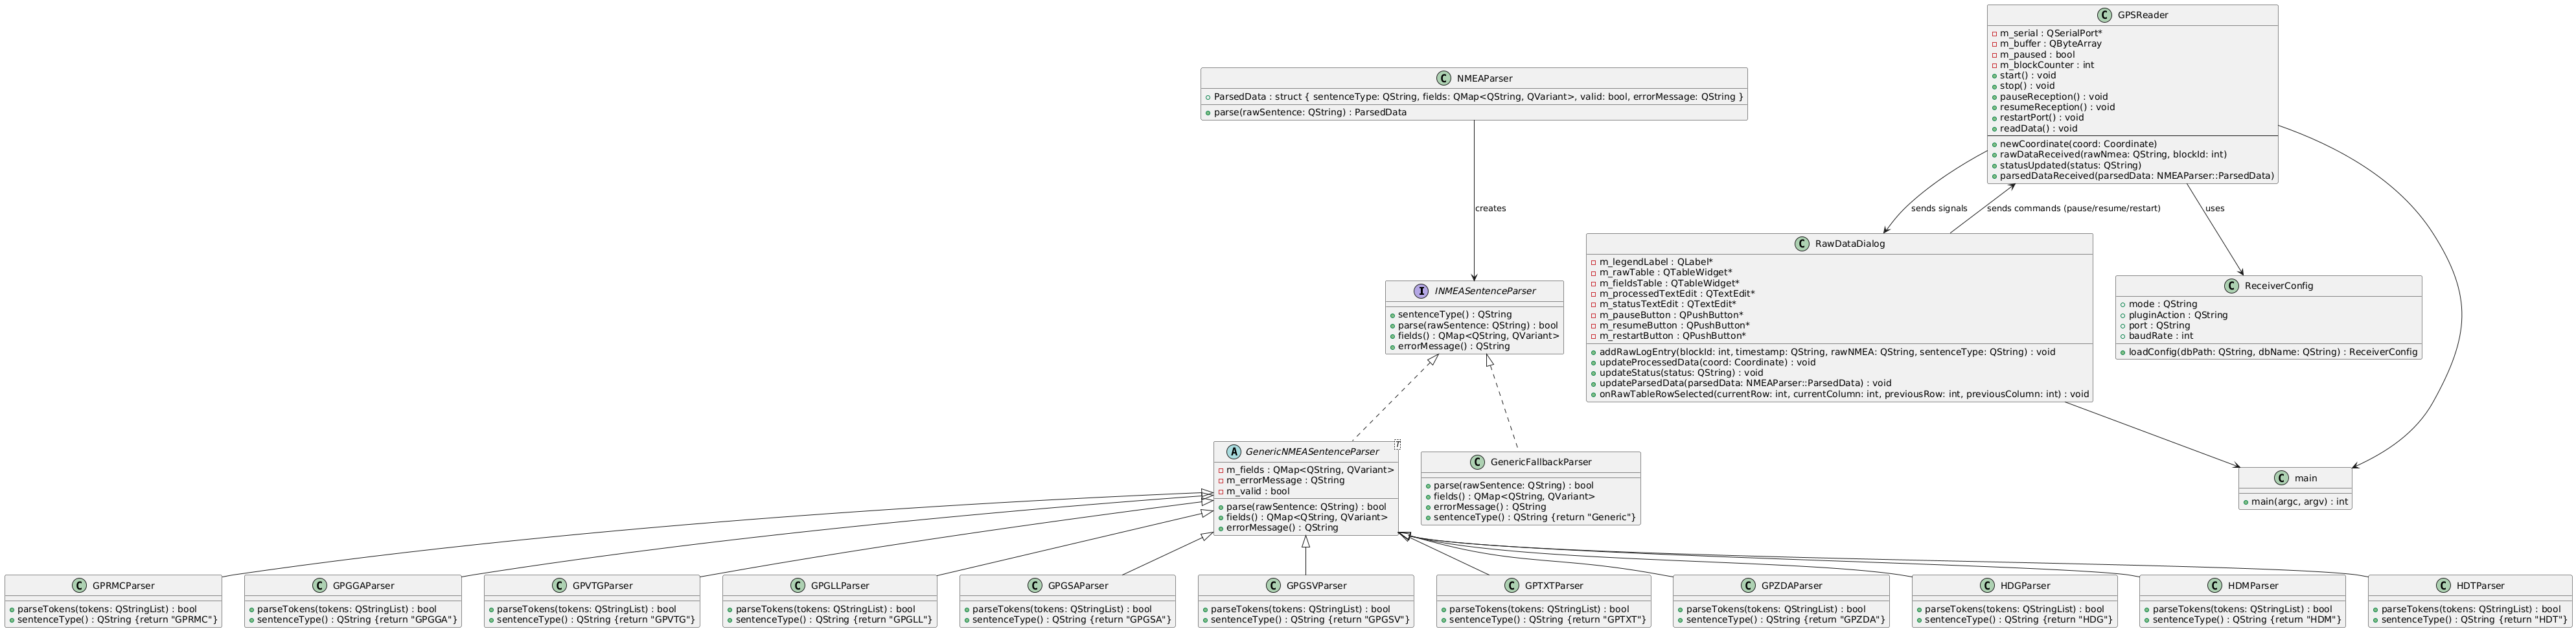 GPSReader
m_serial : QSerialPort*
m_buffer : QByteArray
m_paused : bool
m_blockCounter : int
start() : void
stop() : void
pauseReception() : void
resumeReception() : void
restartPort() : void
readData() : void
newCoordinate(coord: Coordinate)
rawDataReceived(rawNmea: QString, blockId: int)
statusUpdated(status: QString)
parsedDataReceived(parsedData: NMEAParser::ParsedData)
NMEAParser
ParsedData : struct { sentenceType: QString, fields: QMap<QString, QVariant>, valid: bool, errorMessage: QString }
parse(rawSentence: QString) : ParsedData
creates
sends signals
sends commands (pause/resume/restart)
uses
INMEASentenceParser
sentenceType() : QString
parse(rawSentence: QString) : bool
fields() : QMap<QString, QVariant>
errorMessage() : QString
RawDataDialog
m_legendLabel : QLabel*
m_rawTable : QTableWidget*
m_fieldsTable : QTableWidget*
m_processedTextEdit : QTextEdit*
m_statusTextEdit : QTextEdit*
m_pauseButton : QPushButton*
m_resumeButton : QPushButton*
m_restartButton : QPushButton*
addRawLogEntry(blockId: int, timestamp: QString, rawNMEA: QString, sentenceType: QString) : void
updateProcessedData(coord: Coordinate) : void
updateStatus(status: QString) : void
updateParsedData(parsedData: NMEAParser::ParsedData) : void
onRawTableRowSelected(currentRow: int, currentColumn: int, previousRow: int, previousColumn: int) : void
ReceiverConfig
mode : QString
pluginAction : QString
port : QString
baudRate : int
loadConfig(dbPath: QString, dbName: QString) : ReceiverConfig
GenericNMEASentenceParser
T
m_fields : QMap<QString, QVariant>
m_errorMessage : QString
m_valid : bool
parse(rawSentence: QString) : bool
fields() : QMap<QString, QVariant>
errorMessage() : QString
GenericFallbackParser
parse(rawSentence: QString) : bool
fields() : QMap<QString, QVariant>
errorMessage() : QString
sentenceType() : QString {return "Generic"}
main
main(argc, argv) : int
GPRMCParser
parseTokens(tokens: QStringList) : bool
sentenceType() : QString {return "GPRMC"}
GPGGAParser
parseTokens(tokens: QStringList) : bool
sentenceType() : QString {return "GPGGA"}
GPVTGParser
parseTokens(tokens: QStringList) : bool
sentenceType() : QString {return "GPVTG"}
GPGLLParser
parseTokens(tokens: QStringList) : bool
sentenceType() : QString {return "GPGLL"}
GPGSAParser
parseTokens(tokens: QStringList) : bool
sentenceType() : QString {return "GPGSA"}
GPGSVParser
parseTokens(tokens: QStringList) : bool
sentenceType() : QString {return "GPGSV"}
GPTXTParser
parseTokens(tokens: QStringList) : bool
sentenceType() : QString {return "GPTXT"}
GPZDAParser
parseTokens(tokens: QStringList) : bool
sentenceType() : QString {return "GPZDA"}
HDGParser
parseTokens(tokens: QStringList) : bool
sentenceType() : QString {return "HDG"}
HDMParser
parseTokens(tokens: QStringList) : bool
sentenceType() : QString {return "HDM"}
HDTParser
parseTokens(tokens: QStringList) : bool
sentenceType() : QString {return "HDT"}